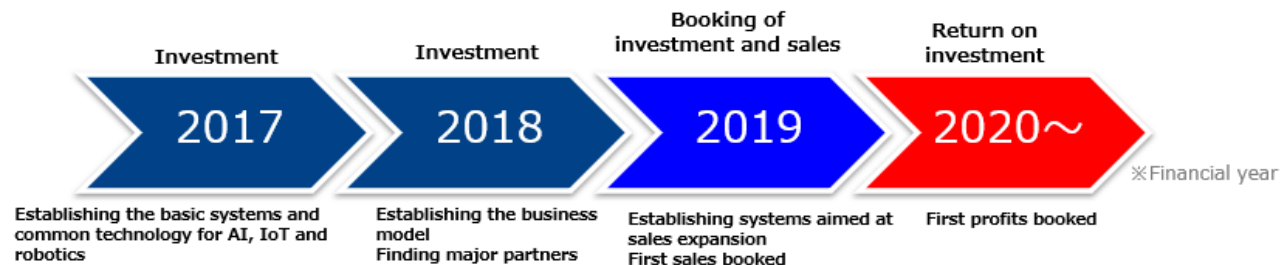 Investment
2017
Establishing the basic systems and
common technology for AI, IoT and
robotics
Investment
2018
Establishing the business
model
Finding major partners
Booking of
investment and sales
2019
Establishing systems aimed at
sales expansion
First sales booked
Return on
investment
2020～
First profits booked
※Financial year